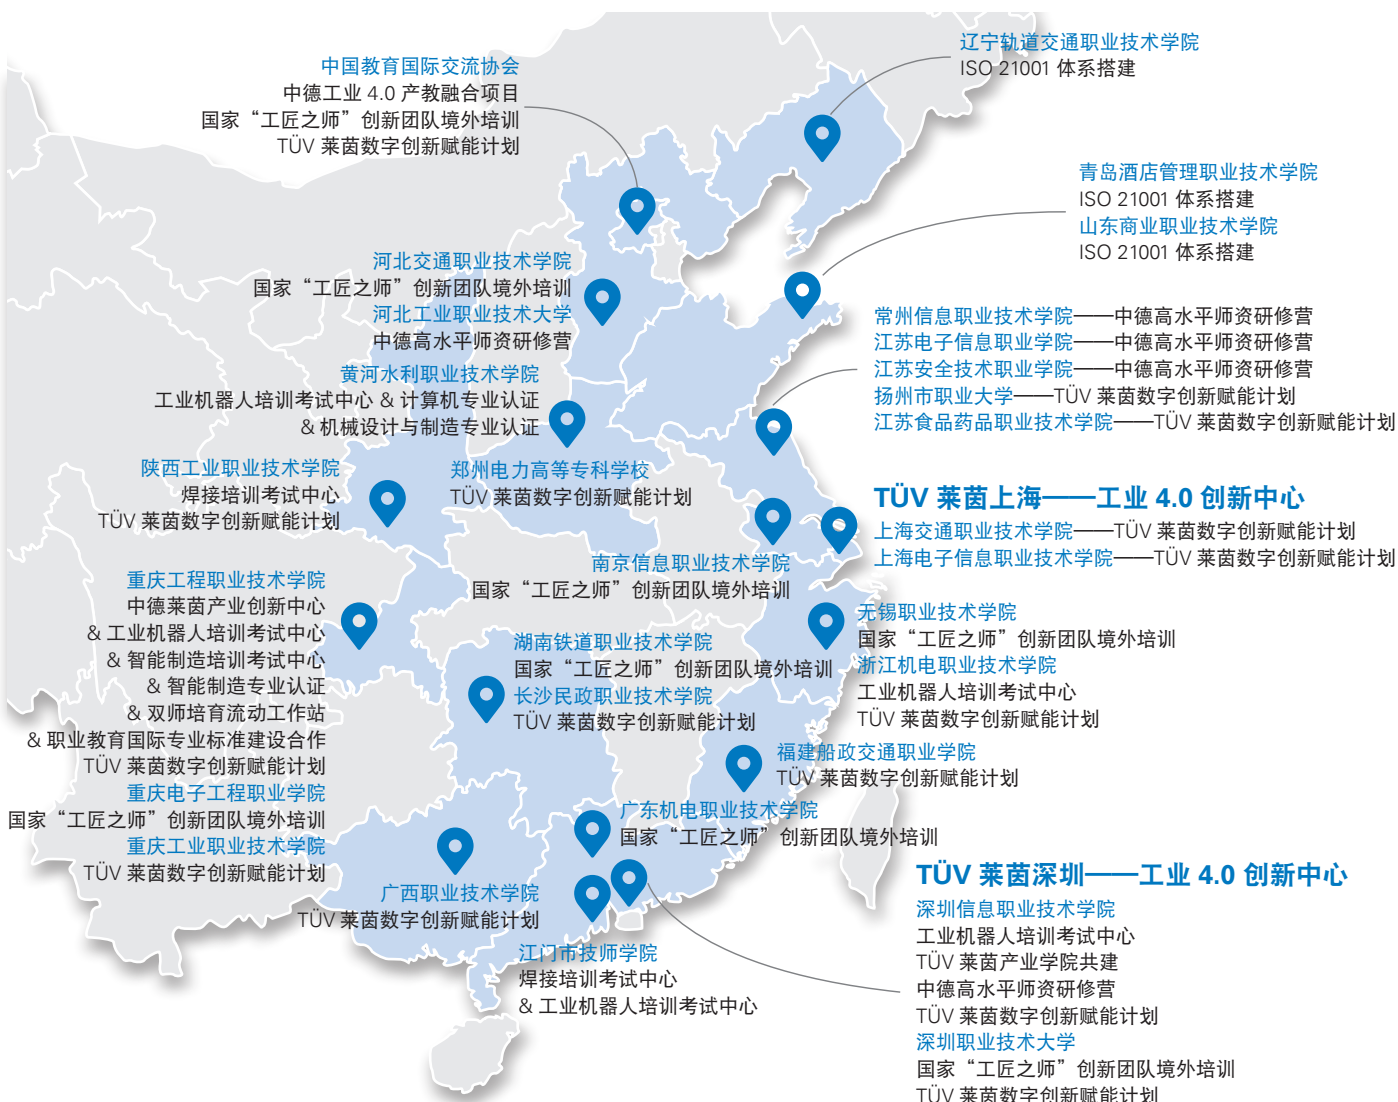 辽宁轨道交通职业技术学院
ISO 21001 体系搭建
中国教育国际交流协会
中德工业 4.0 产教融合项目
国家“工匠之师”创新团队境外培训
TÜV 莱茵数字创新赋能计划
青岛酒店管理职业技术学院
ISO 21001 体系搭建
山东商业职业技术学院
ISO 21001 体系搭建
河北交通职业技术学院
国家“工匠之师”创新团队境外培训
河北工业职业技术大学
中德高水平师资研修营
常州信息职业技术学院——中德高水平师资研修营
江苏电子信息职业学院——中德高水平师资研修营
江苏安全技术职业学院——中德高水平师资研修营
扬州市职业大学——TÜV 莱茵数字创新赋能计划
江苏食品药品职业技术学院——TÜV 莱茵数字创新赋能计划
黄河水利职业技术学院
工业机器人培训考试中心 & 计算机专业认证
& 机械设计与制造专业认证
陕西工业职业技术学院
焊接培训考试中心
TÜV 莱茵数字创新赋能计划
郑州电力高等专科学校
TÜV 莱茵数字创新赋能计划
TÜV 莱茵上海——工业 4.0 创新中心
上海交通职业技术学院——TÜV 莱茵数字创新赋能计划
上海电子信息职业技术学院——TÜV 莱茵数字创新赋能计划
南京信息职业技术学院
国家“工匠之师”创新团队境外培训
重庆工程职业技术学院
中德莱茵产业创新中心
& 工业机器人培训考试中心
& 智能制造培训考试中心
& 智能制造专业认证
& 双师培育流动工作站
& 职业教育国际专业标准建设合作
TÜV 莱茵数字创新赋能计划
重庆电子工程职业学院
国家“工匠之师”创新团队境外培训
重庆工业职业技术学院
TÜV 莱茵数字创新赋能计划
无锡职业技术学院
国家“工匠之师”创新团队境外培训
浙江机电职业技术学院
工业机器人培训考试中心
TÜV 莱茵数字创新赋能计划
湖南铁道职业技术学院
国家“工匠之师”创新团队境外培训
长沙民政职业技术学院
TÜV 莱茵数字创新赋能计划
福建船政交通职业学院
TÜV 莱茵数字创新赋能计划
广东机电职业技术学院
国家“工匠之师”创新团队境外培训
广西职业技术学院
TÜV 莱茵数字创新赋能计划
江门市技师学院
焊接培训考试中心
& 工业机器人培训考试中心
TÜV 莱茵深圳——工业 4.0 创新中心
深圳信息职业技术学院
工业机器人培训考试中心
TÜV 莱茵产业学院共建
中德高水平师资研修营
TÜV 莱茵数字创新赋能计划
深圳职业技术大学
国家“工匠之师”创新团队境外培训
TÜV 莱茵数字创新赋能计划